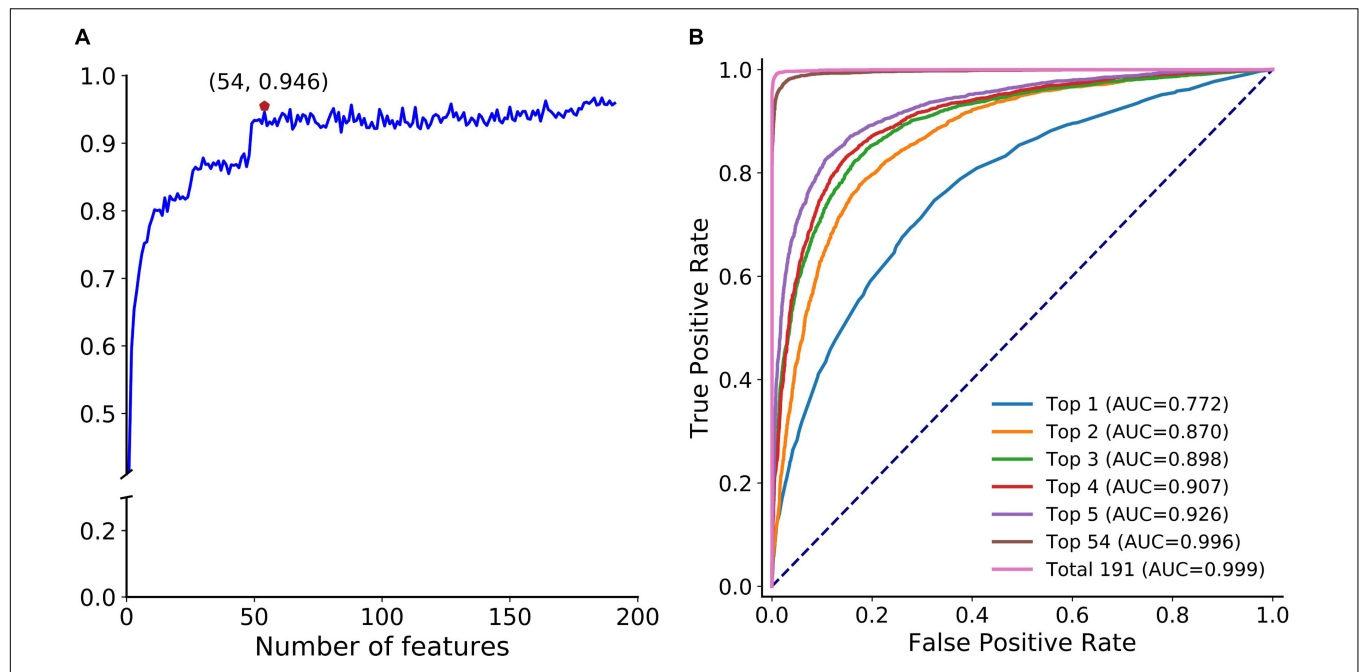 A
(54, 0.946)
1.0
0.9
0.8
0.7
0.6
0.5
0.2
0.0
0
50
100
150
200
Number of features
B
True Positive Rate
1.0
0.8
0.6
0.4
0.2
0.0
Top 1 (AUC=0.772)
Top 2 (AUC=0.870)
Top 3 (AUC=0.898)
Top 4 (AUC=0.907)
Top 5 (AUC=0.926)
Top 54 (AUC=0.996)
Total 191 (AUC=0.999)
0.0
0.2
0.4
0.6
0.8
1.0
False Positive Rate